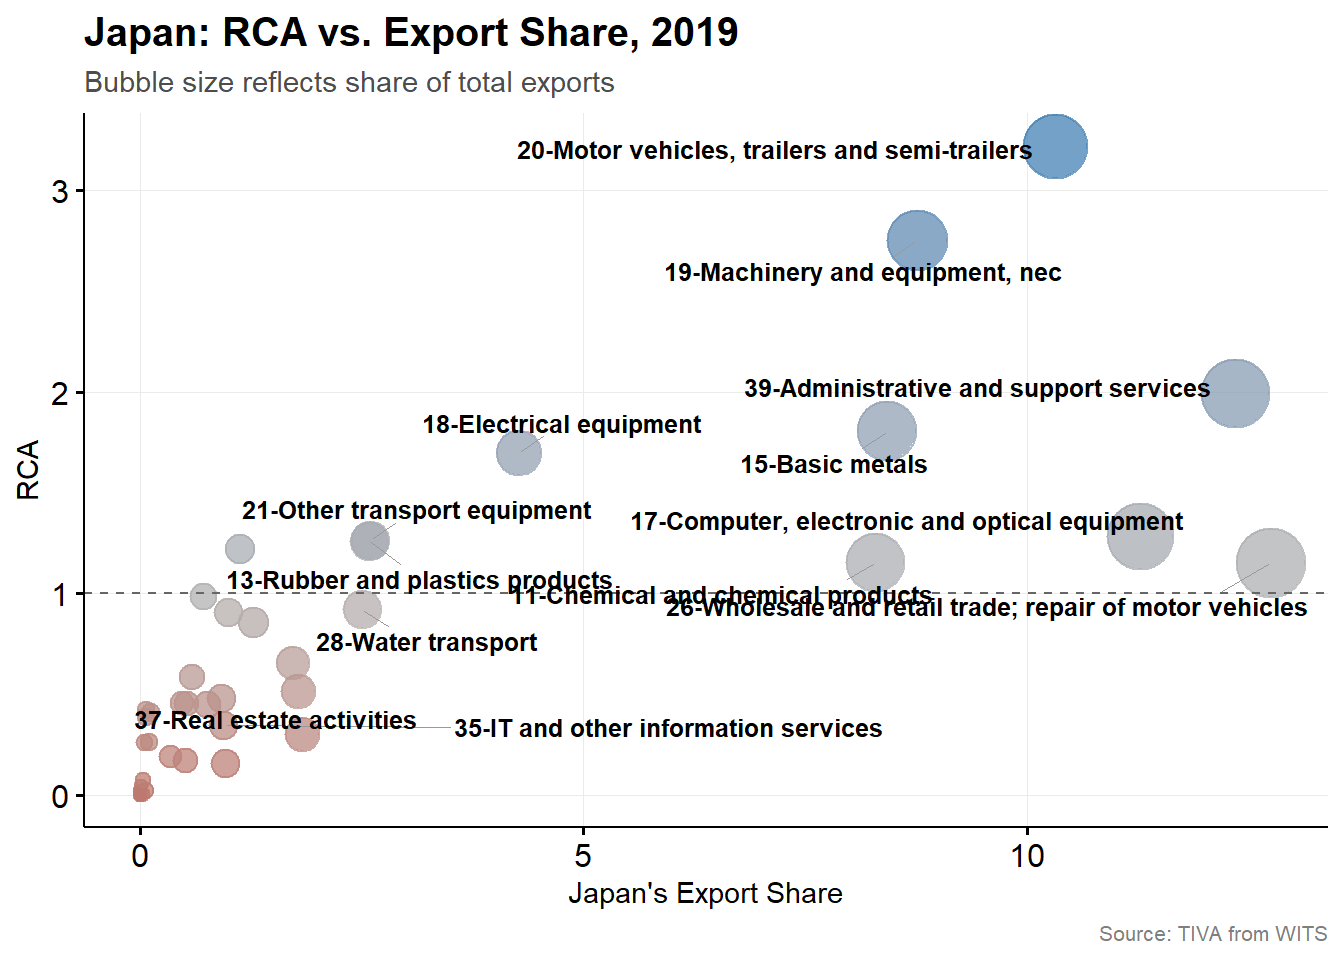 Japan: RCA vs. Export Share, 2019
Bubble size reflects share of total exports
20-Motor vehicles, trailers and semi-trailers
3
19-Machinery and equipment, nec
39-Administrative and support services
2
18-Electrical equipment
15-Basic metals
RCA
21-Other transport equipment
17-Computer, electronic and optical equipment
13-Rubber and plastics products
1
11-Chemical and chemical products
26-Wholesale and retail trade; repair of motor vehicles
28-Water transport
37-Real estate activities
35-IT and other information services
0
0 5 10
Japan's Export Share
Source: TIVA from WITS